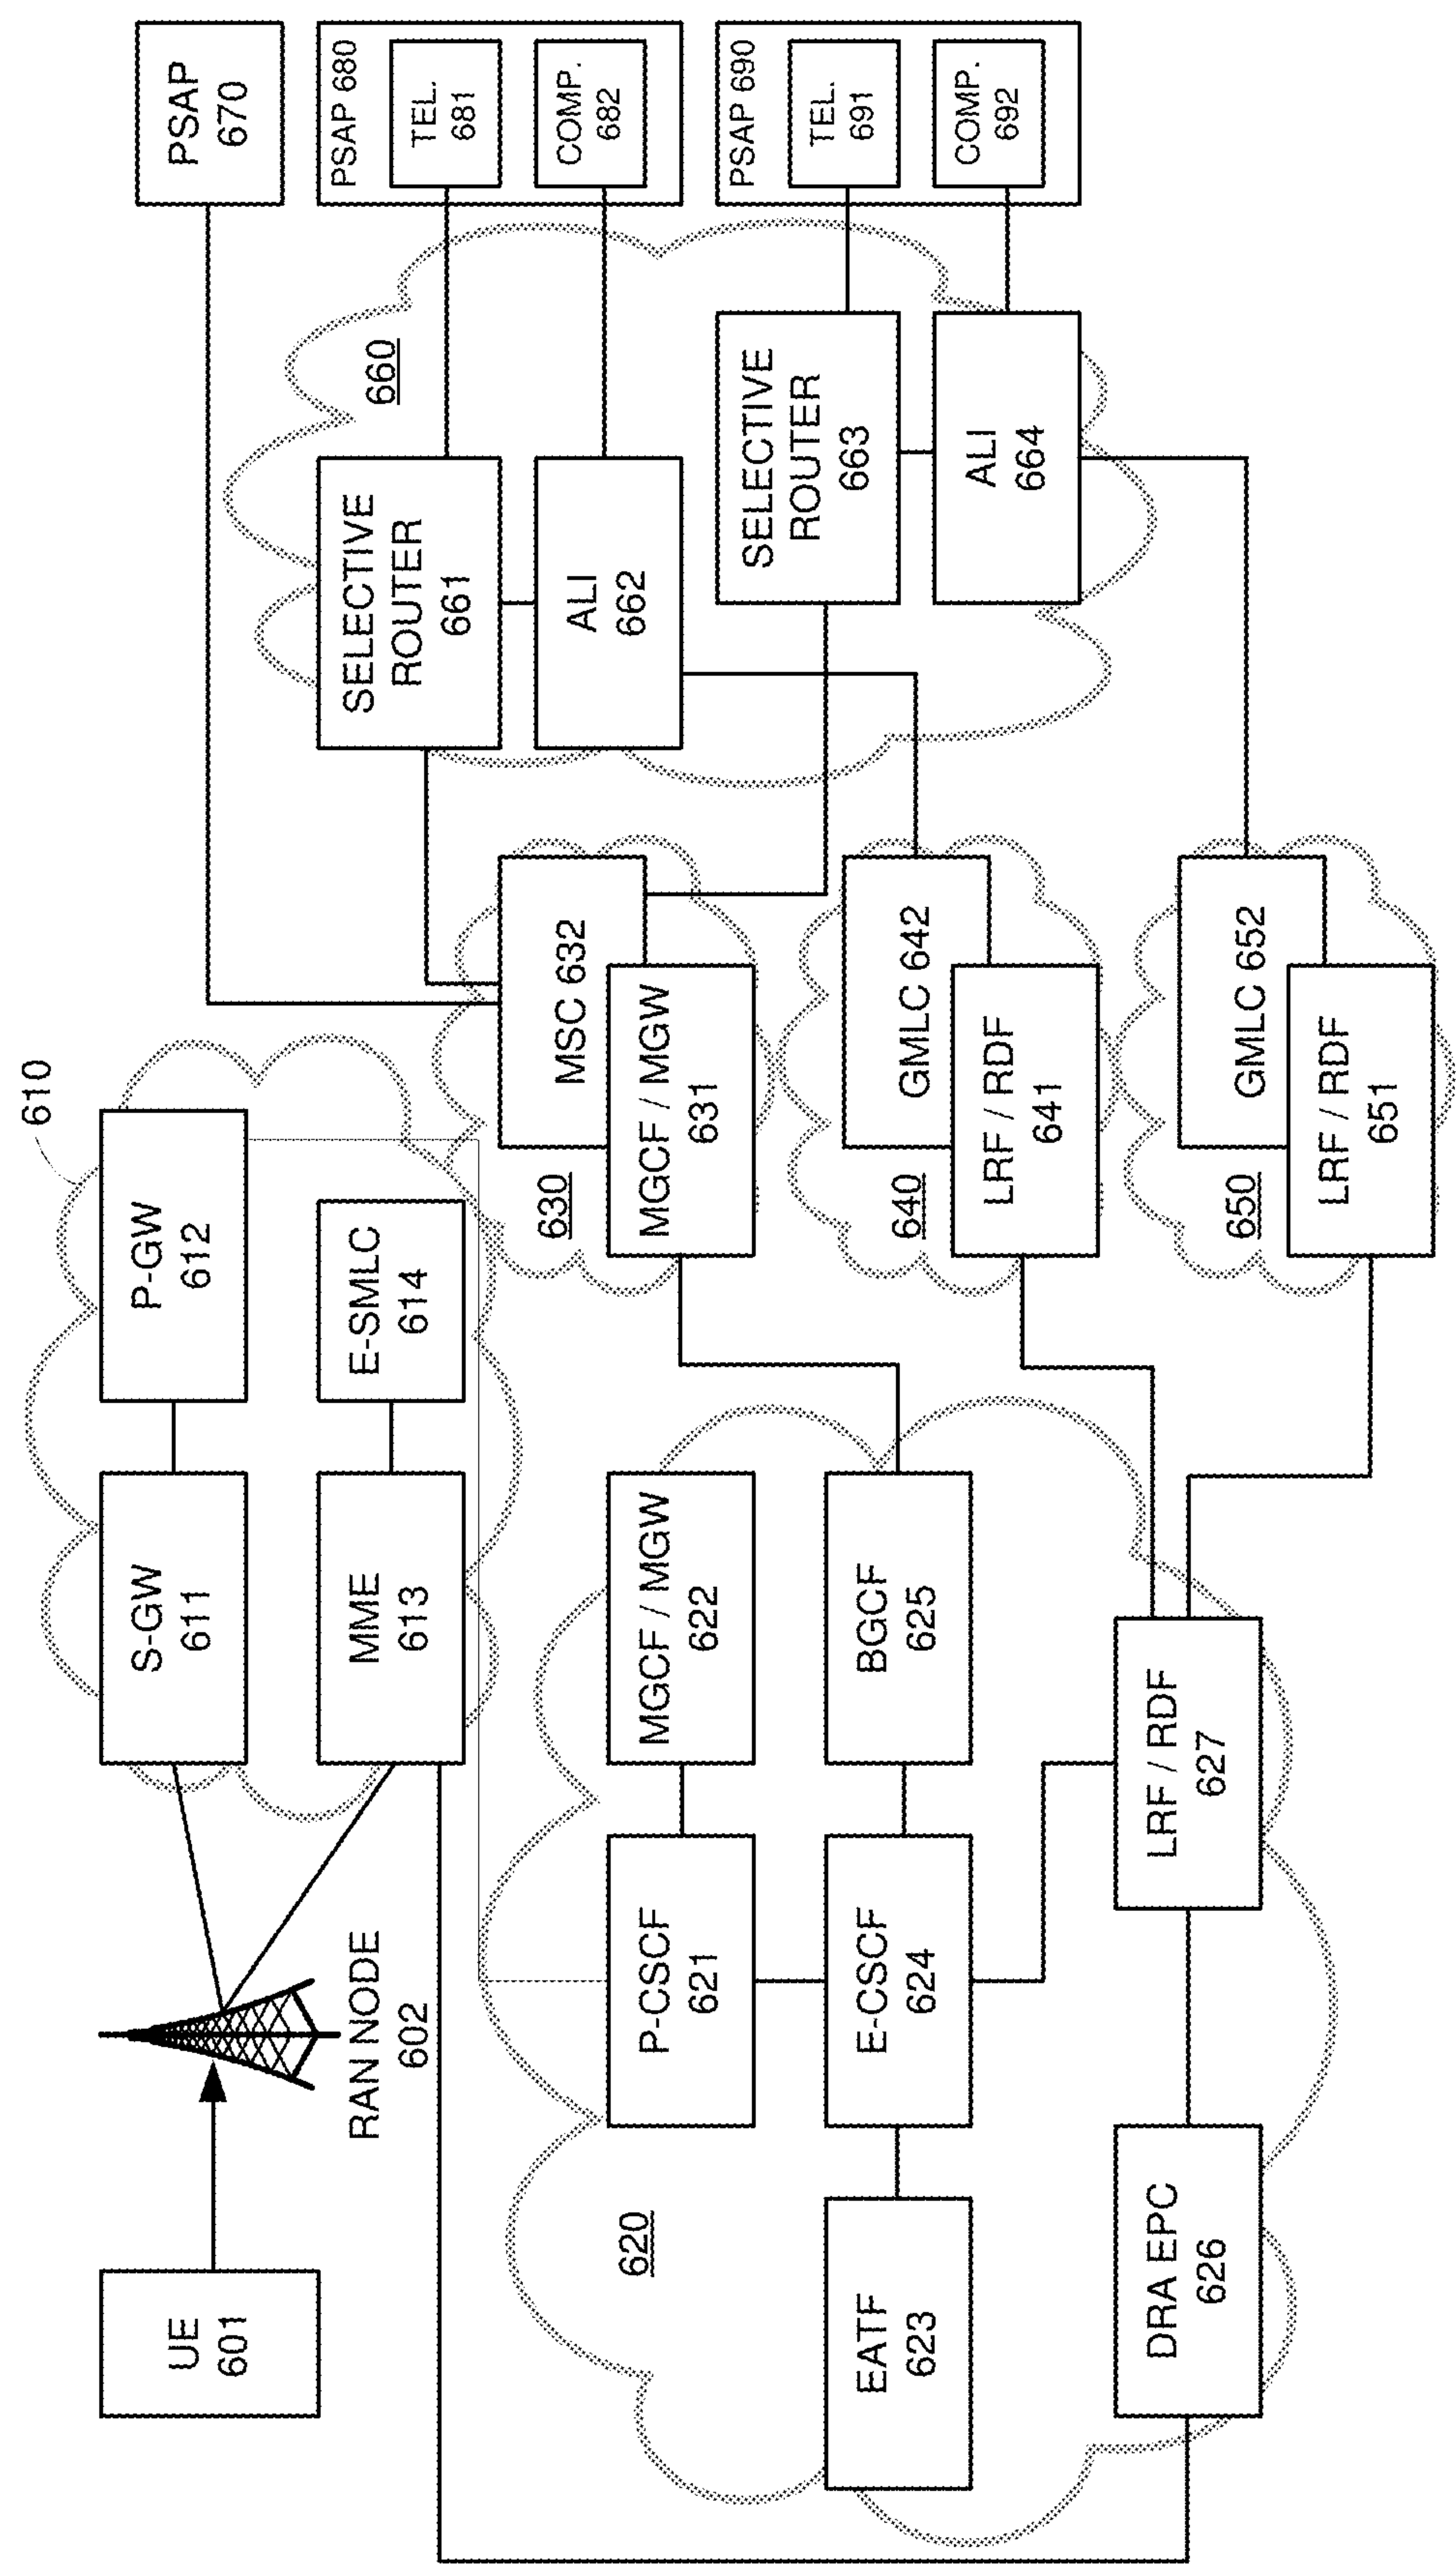 610
UE
601
RAN NODE
602
S-GW
611
P-GW
612
MME
613
E-SMLC
614
PSAP
670
620
P-CSCF
621
MGCF / MGW
622
EATF
623
E-CSCF
624
BGCF
625
DRA EPC
626
LRF / RDF
627
630
MSC 632
MGCF / MGW
631
640
GMLC 642
LRF / RDF
641
650
GMLC 652
LRF / RDF
651
660
SELECTIVE
ROUTER
661
ALI
662
SELECTIVE
ROUTER
663
ALI
664
PSAP 680
TEL.
681
COMP.
682
PSAP 690
TEL.
691
COMP.
692